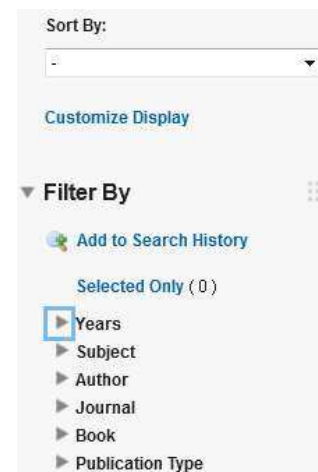 Sort By:
-
Customize Display
Filter By
Add to Search History
Selected Only ( 0 )
Years
Subject
Author
Journal
Book
Publication Type